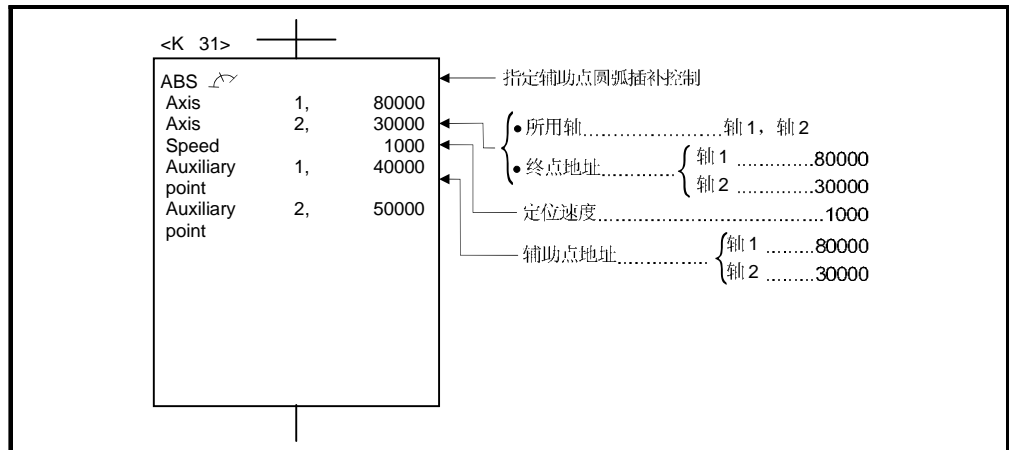 <K 31>
ABS
Axis 1, 80000
Axis 2, 30000
Speed 1000
Auxiliary point 1, 40000
Auxiliary point 2, 50000
指定辅助点圆弧插补控制
●所用轴......................轴1，轴2
●终点地址............
轴1 .............80000
轴2 .............30000
定位速度....................................1000
辅助点地址..............
轴1 .........80000
轴2 .........30000